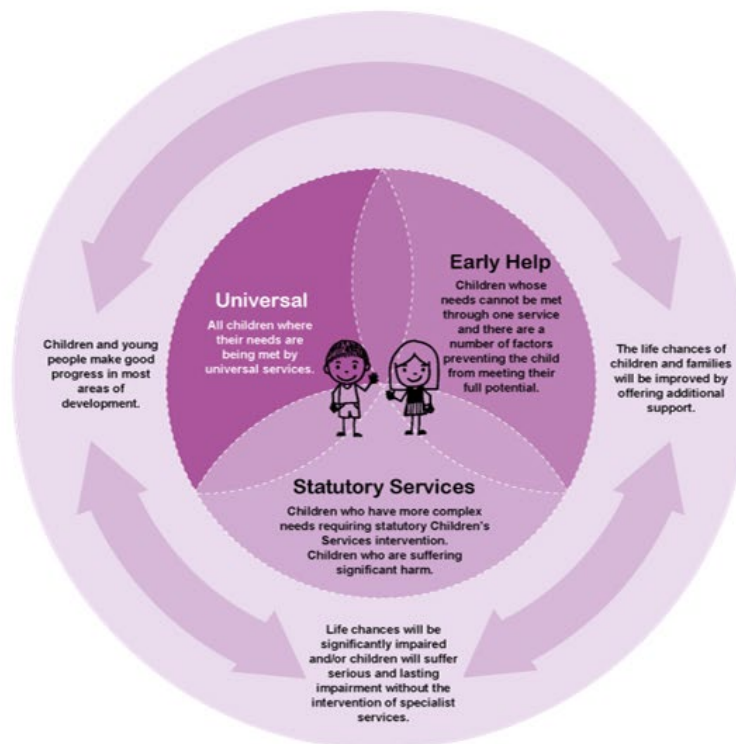 Universal
All children where
their needs are
being met by
universal services.
Early Help
Children whose
needs cannot be met
through one service
and there are a
number of factors
preventing the child
from meeting their
full potential.
Children and young
people make good
progress in most
areas of
development.
The life chances of
children and families
will be improved by
offering additional
support.
Statutory Services
Children who have more complex
needs requiring statutory Children's
Services intervention.
Children who are suffering
significant harm.
Life chances will be
significantly impaired
and/or children will suffer
serious and lasting
impairment without the
intervention of specialist
services.